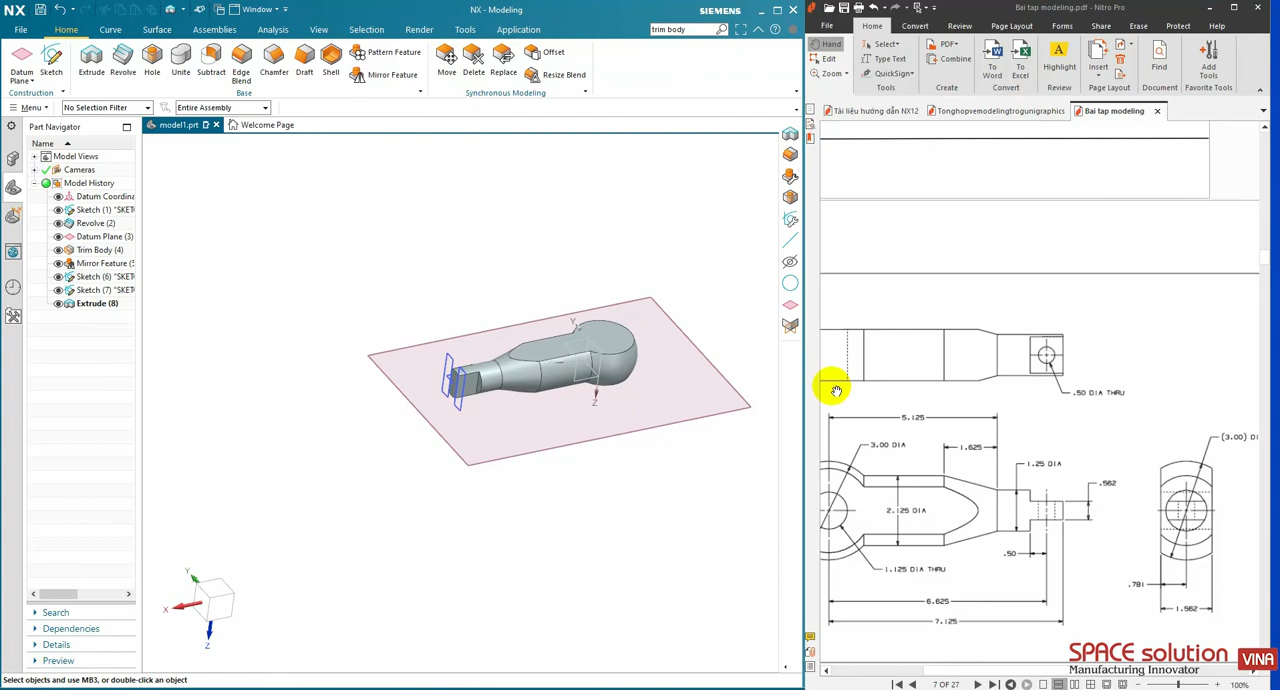 NX
Window
NX - Modeling
SIEMENS
File
Home
Curve
Surface
Assemblies
Analysis
View
Selection
Render
Tools
Application
trim body
Datum
Plane
Sketch
Extrude
Revolve
Hole
Unite
Subtract
Edge
Blend
Chamfer
Draft
Shell
Pattern Feature
Mirror Feature
Move
Delete
Replace
Offset
Resize Blend
Construction
Base
Synchronous Modeling
Menu
No Selection Filter
Entire Assembly
Part Navigator
model1.prt
Welcome Page
Name
Model Views
Cameras
Model History
Datum Coordina
Sketch (1) "SKET
Revolve (2)
Datum Plane (3)
Trim Body (4)
Mirror Feature (5
Sketch (6) "SKET
Sketch (7) "SKET
Extrude (8)
Search
Dependencies
Details
Preview
Y
Z
Y
X
Z
Select objects and use MB3, or double-click an object
Bai tap modeling.pdf - Nitro Pro
File
Home
Convert
Review
Page Layout
Forms
Share
Erase
Protect
Help
Hand
Edit
Zoom
Select
Type Text
QuickSign
Tools
PDF
Combine
To
Word
To
Excel
Convert
Highlight
Review
Insert
Page Layout
Find
Document
Add
Tools
Favorite Tools
Tài liệu hướng dẫn NX12
Tonghopvemodelingtrogunigraphics
Bai tap modeling
.50 DIA THRU
5.125
3.00 DIA
1.625
1.25 DIA
.562
(3.00) DI
2.125 DIA
.50
1.125 DIA THRU
.781
6.625
1.562
7.125
SPACE solution
Manufacturing Innovator
VINA
7 OF 27
100%